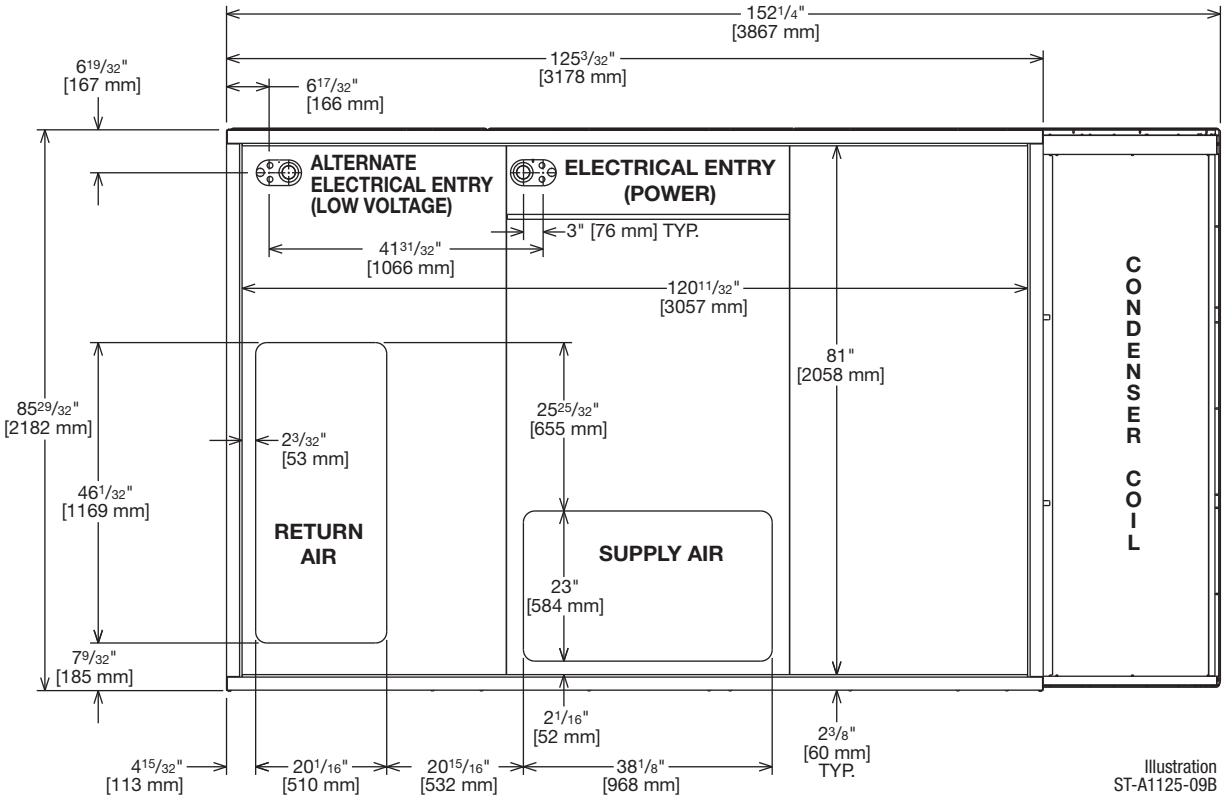 152 1/4"
[3867 mm]
125 3/32"
[3178 mm]
6 19/32"
[167 mm]
6 17/32"
[166 mm]
ALTERNATE
ELECTRICAL ENTRY
(LOW VOLTAGE)
ELECTRICAL ENTRY
(POWER)
3" [76 mm] TYP.
41 31/32"
[1066 mm]
120 11/32"
[3057 mm]
CONDENSER COIL
81"
[2058 mm]
85 29/32"
[2182 mm]
25 25/32"
[655 mm]
2 3/32"
[53 mm]
46 1/32"
[1169 mm]
RETURN
AIR
SUPPLY AIR
23"
[584 mm]
7 9/32"
[185 mm]
2 1/16"
[52 mm]
2 3/8"
[60 mm]
TYP.
4 15/32"
[113 mm]
20 1/16"
[510 mm]
20 15/16"
[532 mm]
38 1/8"
[968 mm]
Illustration
ST-A1125-09B